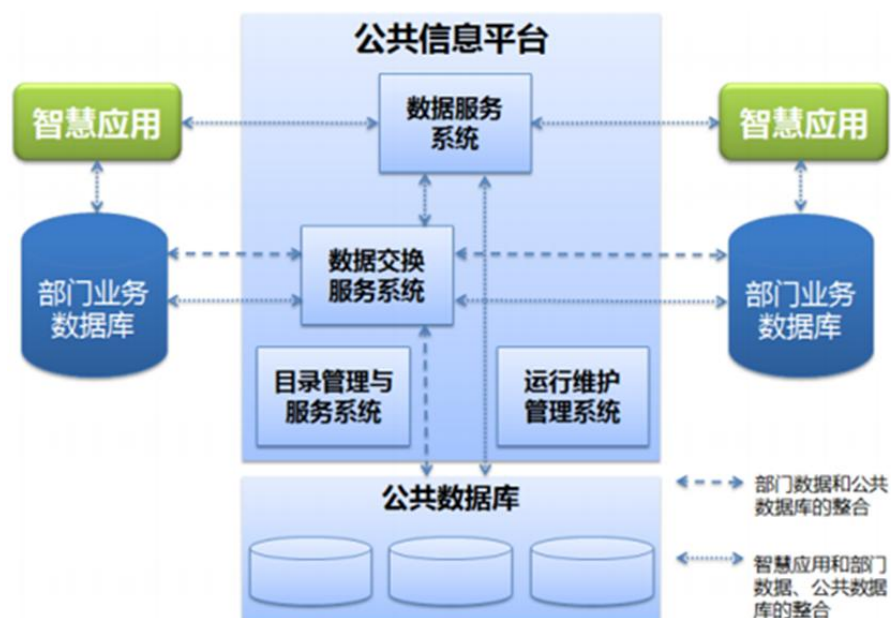 公共信息平台
智慧应用
数据服务
系统
智慧应用
部门业务
数据库
数据交换
服务系统
部门业务
数据库
目录管理与
服务系统
运行维护
管理系统
公共数据库
部门数据和公共
数据库的整合
智慧应用和部门
数据、公共数据
库的整合